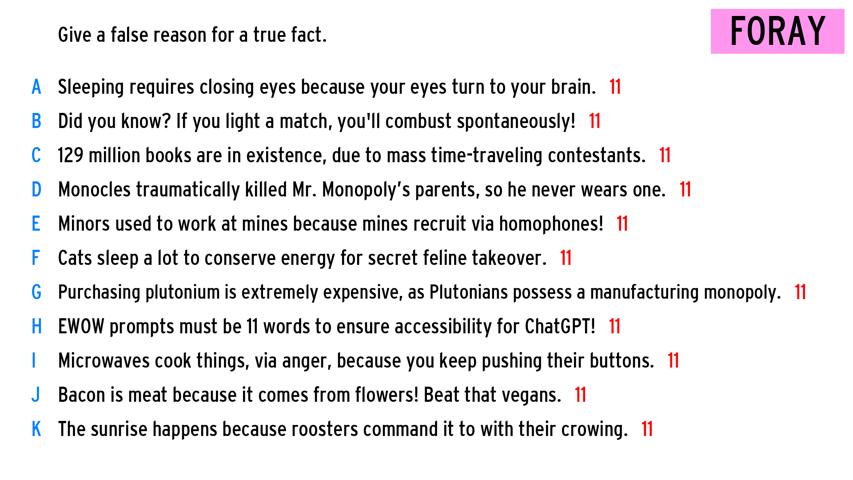 Give a false reason for a true fact.
FORAY
A Sleeping requires closing eyes because your eyes turn to your brain. 11
B Did you know? If you light a match, you'll combust spontaneously! 11
C 129 million books are in existence, due to mass time-traveling contestants. 11
D Monocles traumatically killed Mr. Monopoly's parents, so he never wears one. 11
E Minors used to work at mines because mines recruit via homophones! 11
F Cats sleep a lot to conserve energy for secret feline takeover. 11
G Purchasing plutonium is extremely expensive, as Plutonians possess a manufacturing monopoly. 11
H EWOW prompts must be 11 words to ensure accessibility for ChatGPT! 11
I Microwaves cook things, via anger, because you keep pushing their buttons. 11
J Bacon is meat because it comes from flowers! Beat that vegans. 11
K The sunrise happens because roosters command it to with their crowing. 11